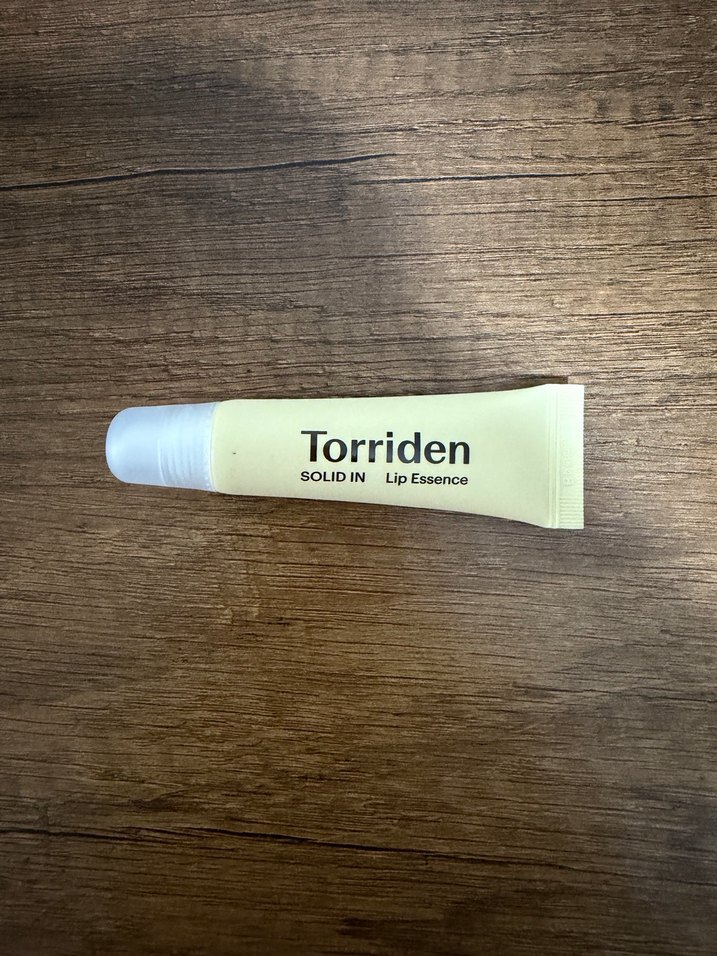 Torriden
SOLID IN Lip Essence